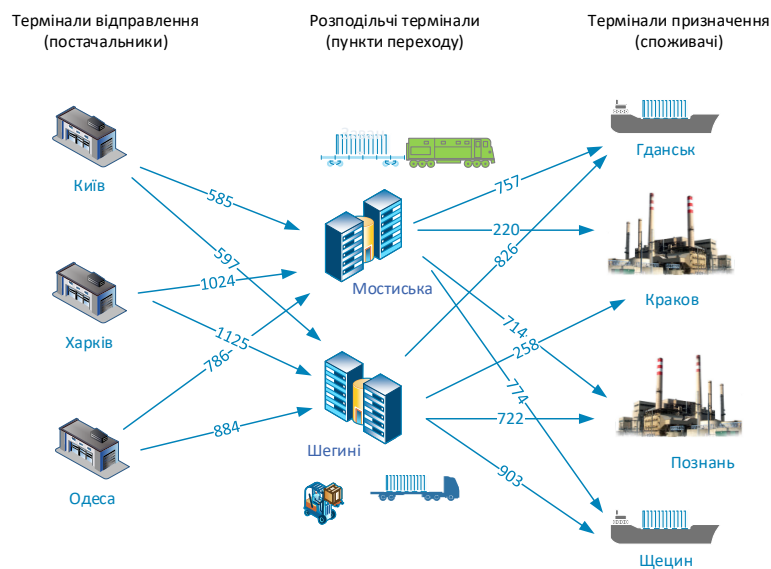 Термінали відправлення
(постачальники)
Розподільчі термінали
(пункти переходу)
Термінали призначення
(споживачі)
Київ
Харків
Одеса
Мостиська
Шегині
Гданськ
Краков
Познань
Щецин
585
597
1024
1125
786
884
757
220
826
714
258
774
722
903